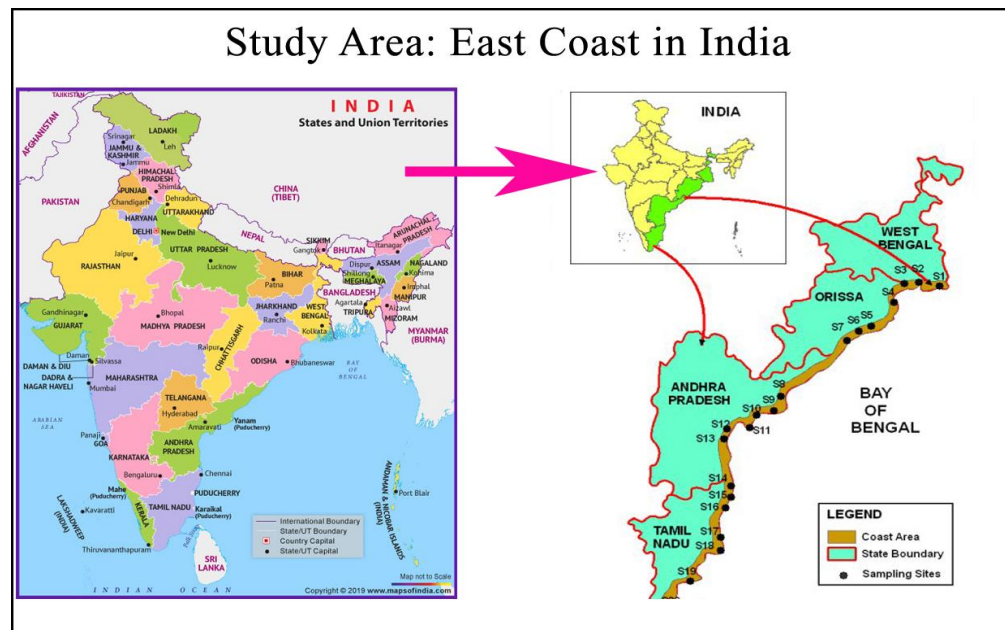 Study Area: East Coast in India
TAJIKISTAN
AFGHANISTAN
INDIA
States and Union Territories
LADAKH
Srinagar
Leh
JAMMU &
KASHMIR
Jammu
HIMACHAL
PRADESH
Shimla
PUNJAB
Chandigarh
Dehradun
UTTARAKHAND
CHINA
(TIBET)
PAKISTAN
HARYANA
DELHI
New Delhi
NEPAL
SIKKIM
Gangtok
BHUTAN
ARUNACHAL
PRADESH
Itanagar
RAJASTHAN
Jaipur
UTTAR PRADESH
Lucknow
BIHAR
Patna
Dispur
ASSAM
NAGALAND
Kohima
Shillong
MEGHALAYA
Imphal
MANIPUR
BANGLADESH
Agartala
TRIPURA
Aizawl
MIZORAM
Gandhinagar
GUJARAT
Bhopal
MADHYA PRADESH
JHARKHAND
Ranchi
WEST
BENGAL
Kolkata
MYANMAR
(BURMA)
Raipur
CHHATTISGARH
ODISHA
Bhubaneswar
BAY
OF
BENGAL
Daman
Silvassa
DAMAN & DIU
DADRA &
NAGAR HAVELI
MAHARASHTRA
Mumbai
TELANGANA
Hyderabad
Amaravati
Yanam
(Puducherry)
ARABIAN
SEA
Panaji
GOA
KARNATAKA
ANDHRA
PRADESH
Bengaluru
Chennai
Mahe
(Puducherry)
PUDUCHERRY
Karaikal
(Puducherry)
TAMIL NADU
KERALA
LAKSHADWEEP
(INDIA)
Kavaratti
Thiruvananthapuram
SRI
LANKA
ANDAMAN & NICOBAR ISLANDS
(INDIA)
Port Blair
International Boundary
State/UT Boundary
Country Capital
State/UT Capital
Map not to Scale
INDIAN OCEAN
Copyright © 2019 www.mapsofindia.com
INDIA
WEST
BENGAL
S3
S2
S1
S4
ORISSA
S5
S6
S7
ANDHRA
PRADESH
S8
S9
S10
S11
S12
S13
BAY
OF
BENGAL
S14
S15
S16
TAMIL
NADU
S17
S18
S19
LEGEND
Coast Area
State Boundary
Sampling Sites